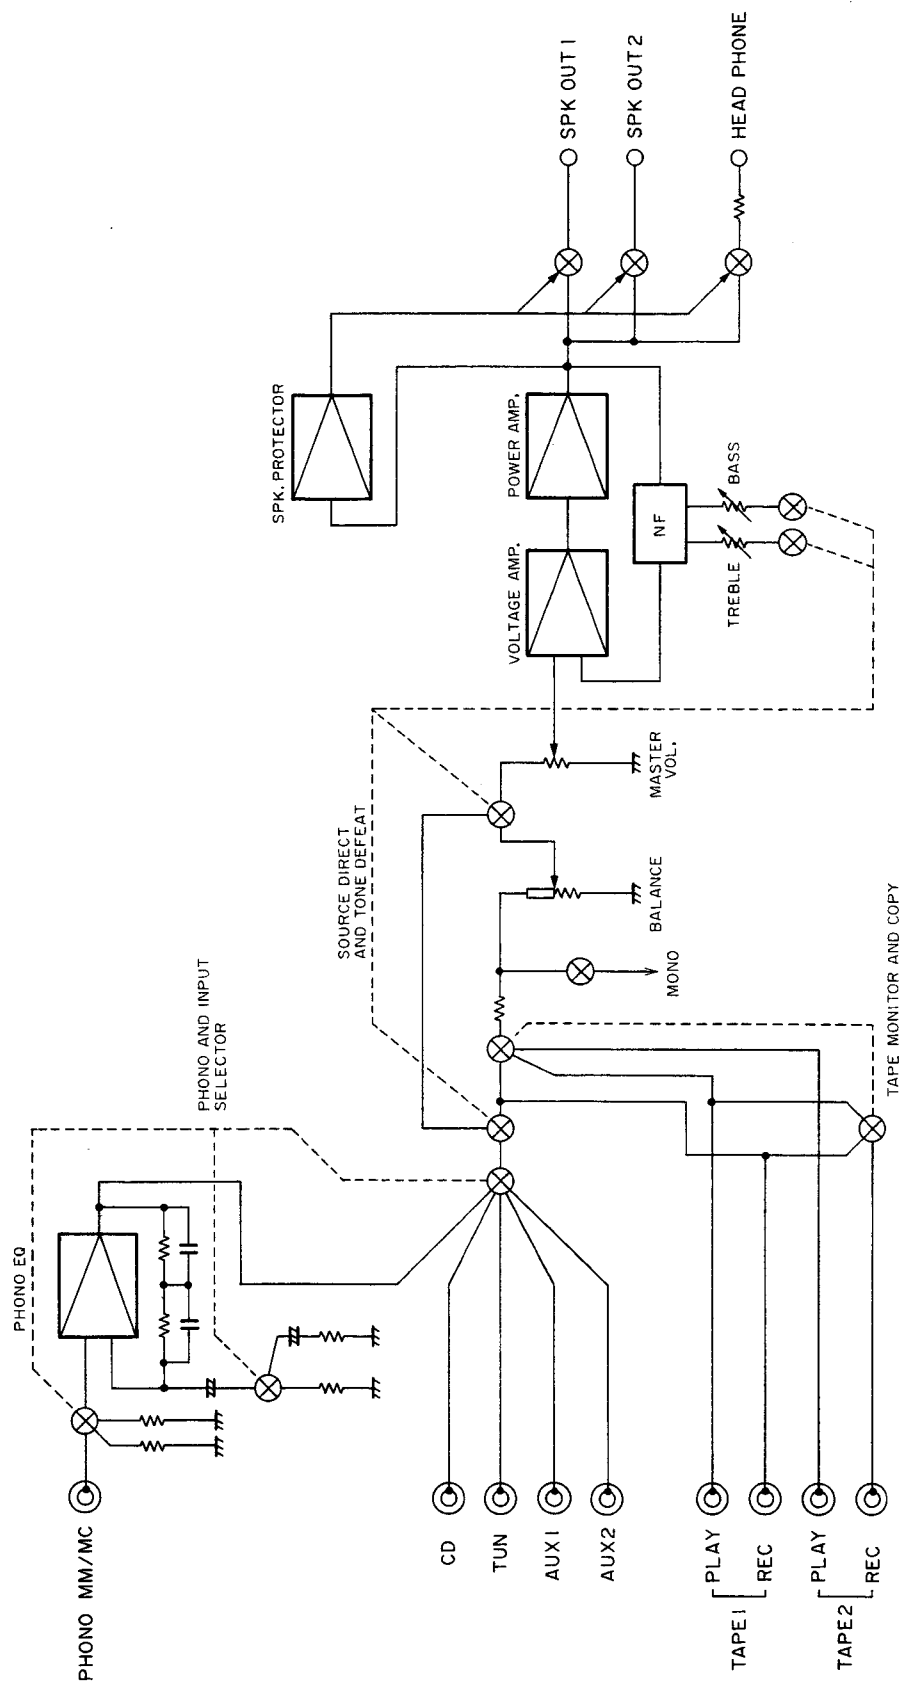 PHONO MM/MC
PHONO EQ
PHONO AND INPUT
SELECTOR
CD
TUN
AUX1
AUX2
TAPE1
PLAY
REC
TAPE2
PLAY
REC
TAPE MONITOR AND COPY
SOURCE DIRECT
AND TONE DEFEAT
MONO
BALANCE
MASTER
VOL.
VOLTAGE AMP.
POWER AMP.
NF
TREBLE
BASS
SPK. PROTECTOR
SPK OUT 1
SPK OUT 2
HEAD PHONE